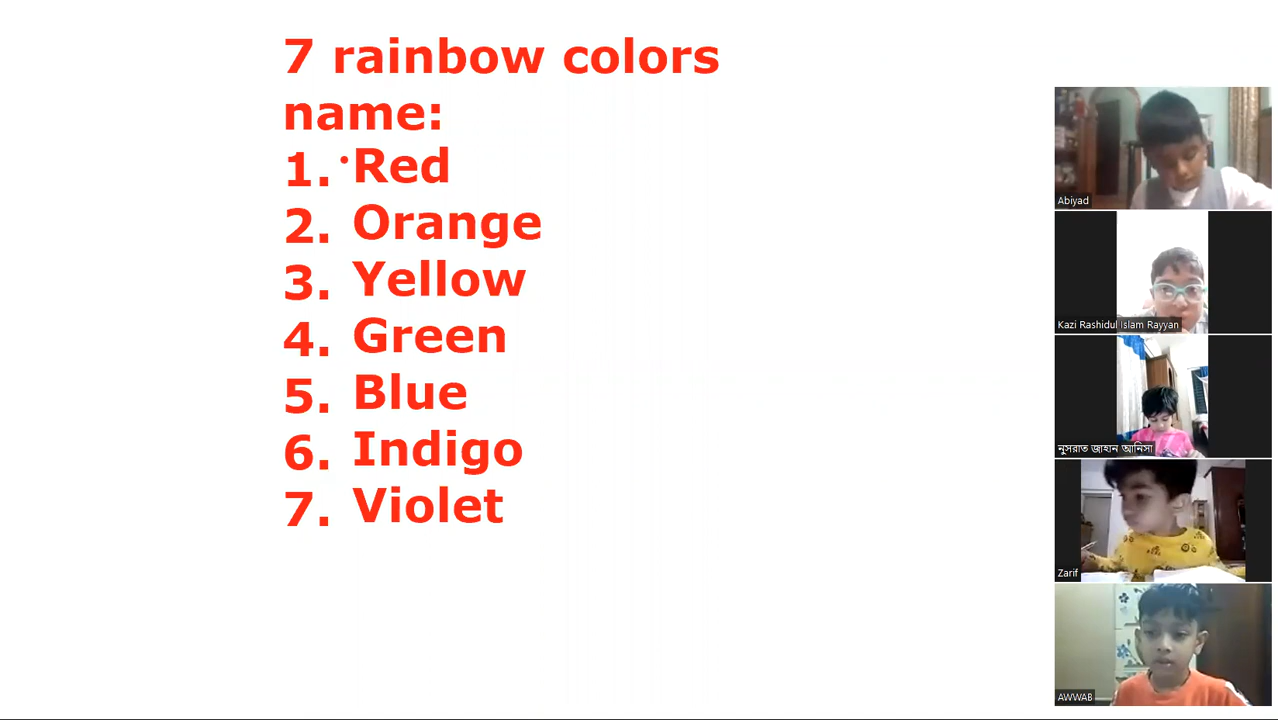 7 rainbow colors
name:
1. Red
2. Orange
3. Yellow
4. Green
5. Blue
6. Indigo
7. Violet
Abiyad
Kazi Rashidul Islam Rayyan
নুসরাত জাহান আনিসা
Zarif
AWWAB